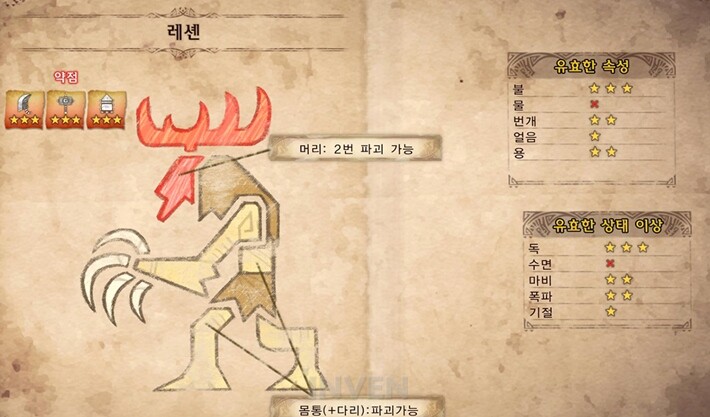 레셴
약점
머리: 2번 파괴 가능
유효한 속성
불
물
번개
얼음
용
유효한 상태 이상
독
수면
마비
폭파
기절
INVEN
몸통(+다리):파괴가능